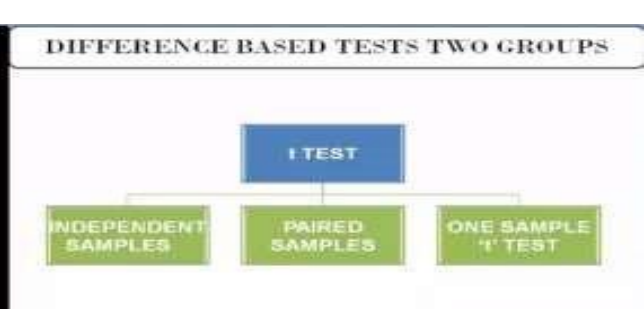 DIFFERENCE BASED TESTS TWO GROUPS
t TEST
INDEPENDENT
SAMPLES
PAIRED
SAMPLES
ONE SAMPLE
't' TEST